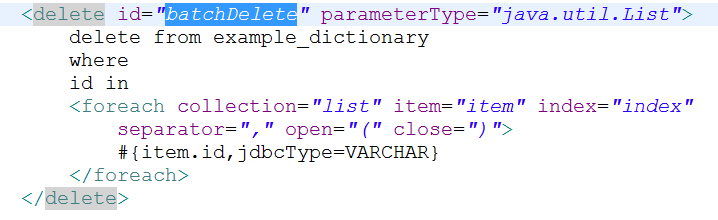 <delete id="batchDelete" parameterType="java.util.List">
delete from example_dictionary
where
id in
<foreach collection="list" item="item" index="index"
separator="," open="(" close=")">
#{item.id,jdbcType=VARCHAR}
</foreach>
</delete>